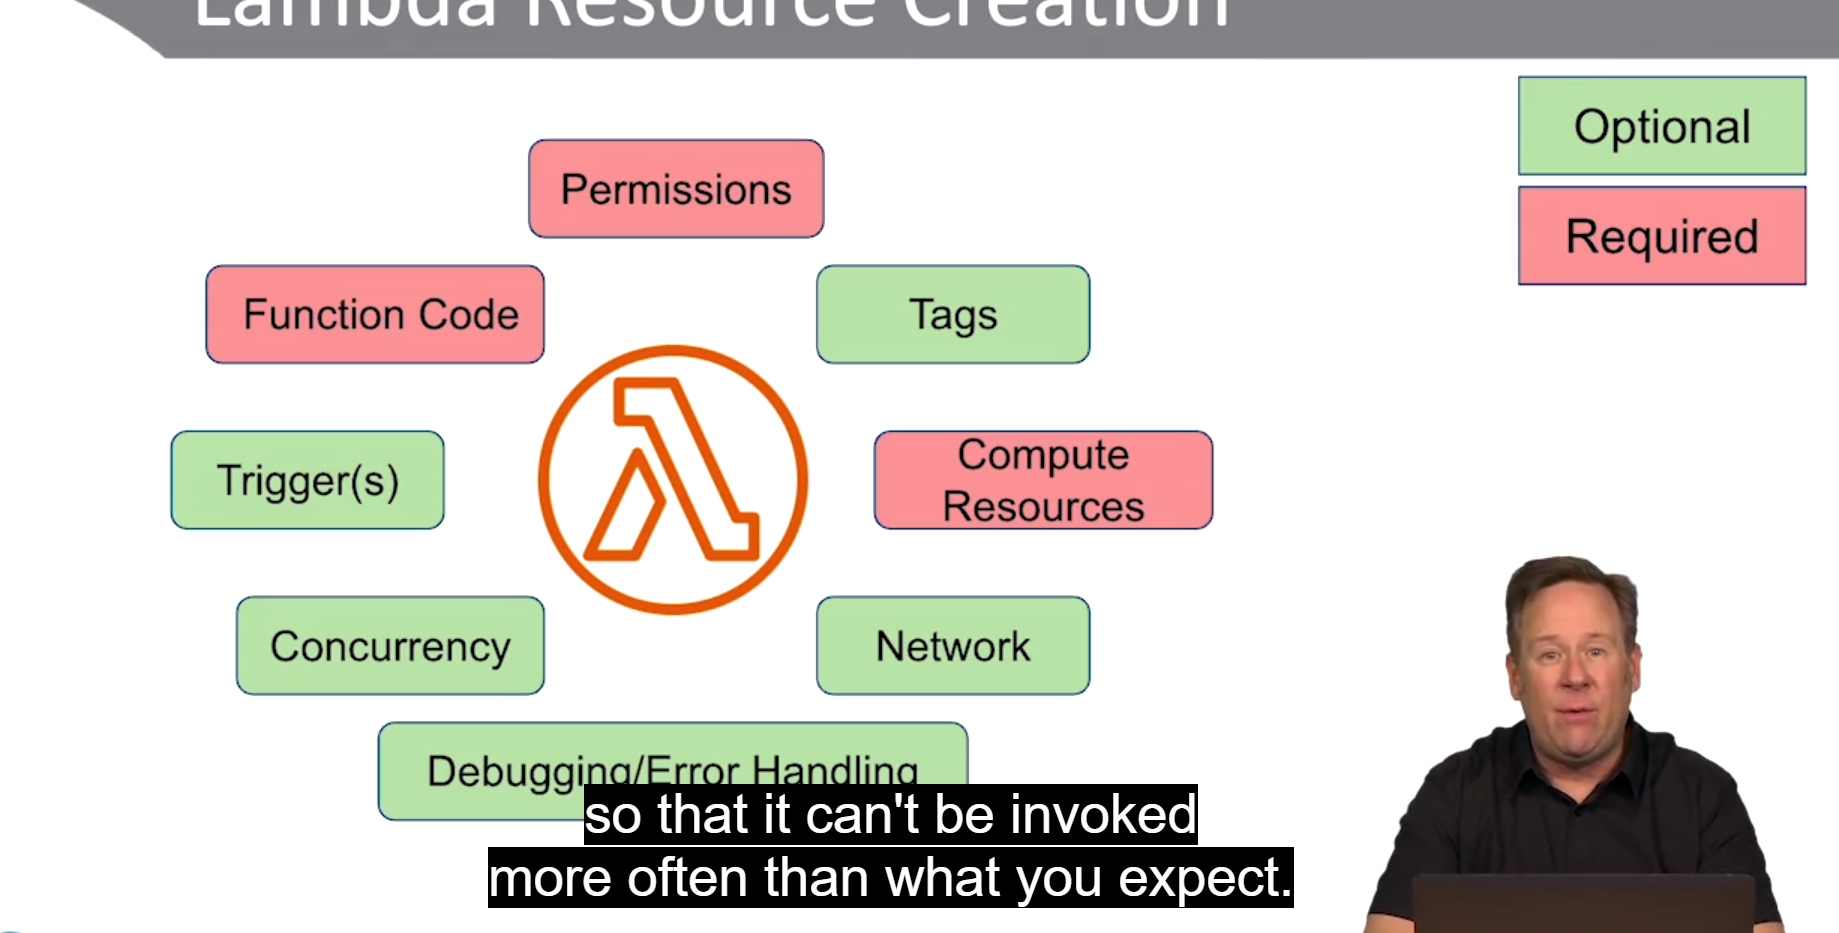 Lambda Resource Creation
Optional
Required
Permissions
Function Code
Tags
Trigger(s)
Compute
Resources
Concurrency
Network
Debugging/Error Handling
so that it can't be invoked
more often than what you expect.